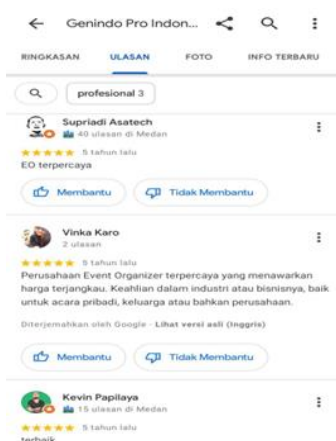 Genindo Pro Indon...
RINGKASAN ULASAN FOTO INFO TERBARU
profesional 3
Supriadi Asatech
40 ulasan di Medan
5 tahun lalu
EO terpercaya
Membantu Tidak Membantu
Vinka Karo
2 ulasan
5 tahun lalu
Perusahaan Event Organizer terpercaya yang menawarkan
harga terjangkau. Keahlian dalam industri atau bisnisnya, baik
untuk acara pribadi, keluarga atau bahkan perusahaan.
Diterjemahkan oleh Google - Lihat versi asli (Inggris)
Membantu Tidak Membantu
Kevin Papilaya
15 ulasan di Medan
5 tahun lalu
terbaik